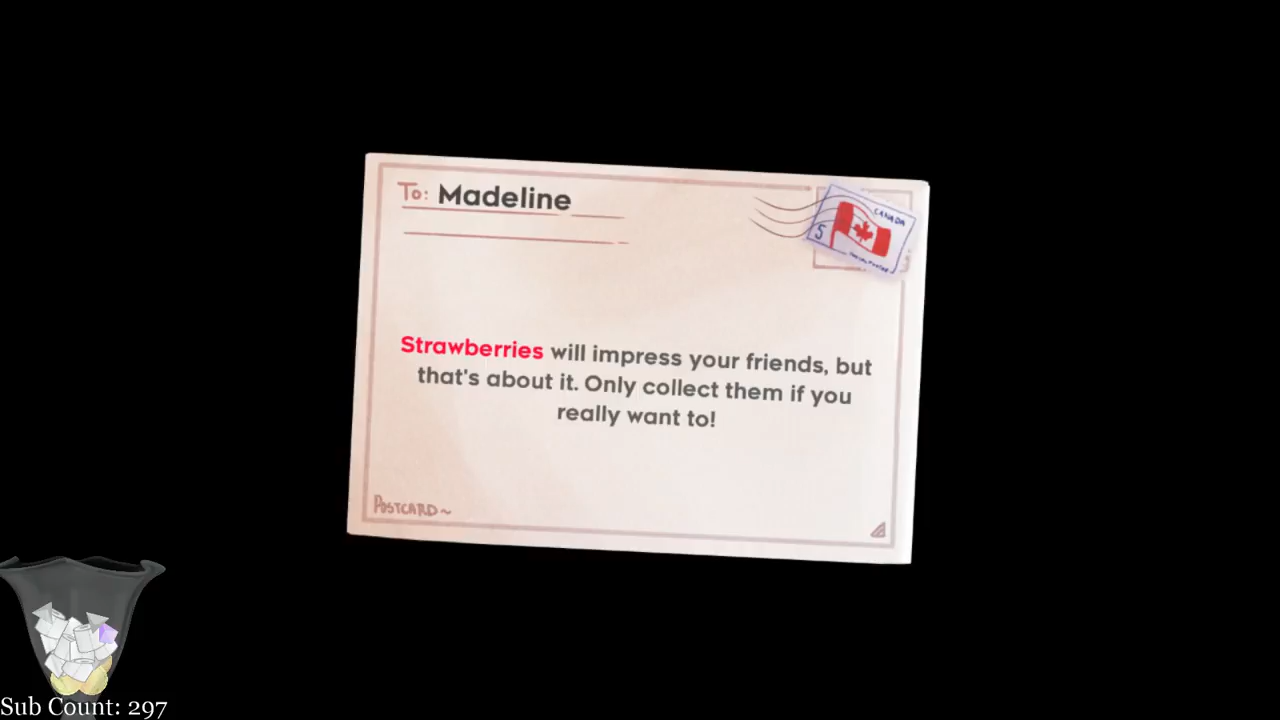 To: Madeline
CANADA
5
Strawberries will impress your friends, but
that's about it. Only collect them if you
really want to!
POSTCARD~
Sub Count: 297